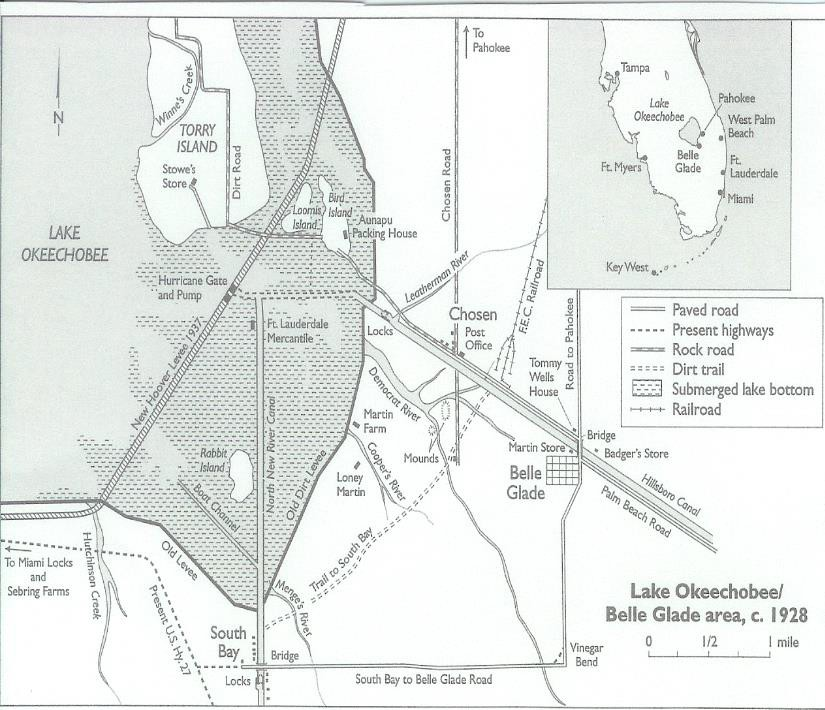 To
Pahokee
N
Winne's Creek
TORRY
ISLAND
Stowe's
Store
Dirt Road
Chosen Road
LAKE
OKEECHOBEE
Loomis
Island
Bird
Island
Aunapu
Packing House
Hurricane Gate
and Pump
Leatherman River
F.E.C. Railroad
Ft. Lauderdale
Mercantile
Locks
Chosen
Post
Office
Tommy
Wells
House
Road to Pahokee
New Hoover Levee 1937
Democrat River
Martin
Farm
North New River Canal
Rabbit
Island
Boat Channel
Old Dirt Levee
Loney
Martin
Cooper's River
Mounds
Martin Store
Bridge
Badger's Store
Belle
Glade
Hillsboro Canal
Palm Beach Road
To Miami Locks
and
Sebring Farms
Hutchinson Creek
Old Levee
Present U.S. Hy. 27
Trail to South Bay
Menge's River
South
Bay
Bridge
Locks
South Bay to Belle Glade Road
Vinegar
Bend
Tampa
Lake
Okeechobee
Pahokee
West Palm
Beach
Belle
Glade
Ft. Myers
Ft.
Lauderdale
Miami
Key West
Paved road
Present highways
Rock road
Dirt trail
Submerged lake bottom
Railroad
Lake Okeechobee/
Belle Glade area, c. 1928
0 1/2 1 mile